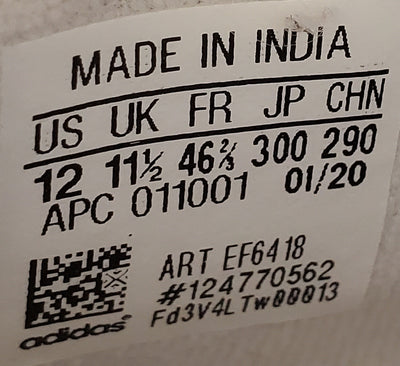 MADE IN INDIA
US UK FR JP CHN
12 11½ 46⅔ 300 290
APC 011001 01/20
ART EF6418
#124770562
Fd3V4LTw00013
adidas